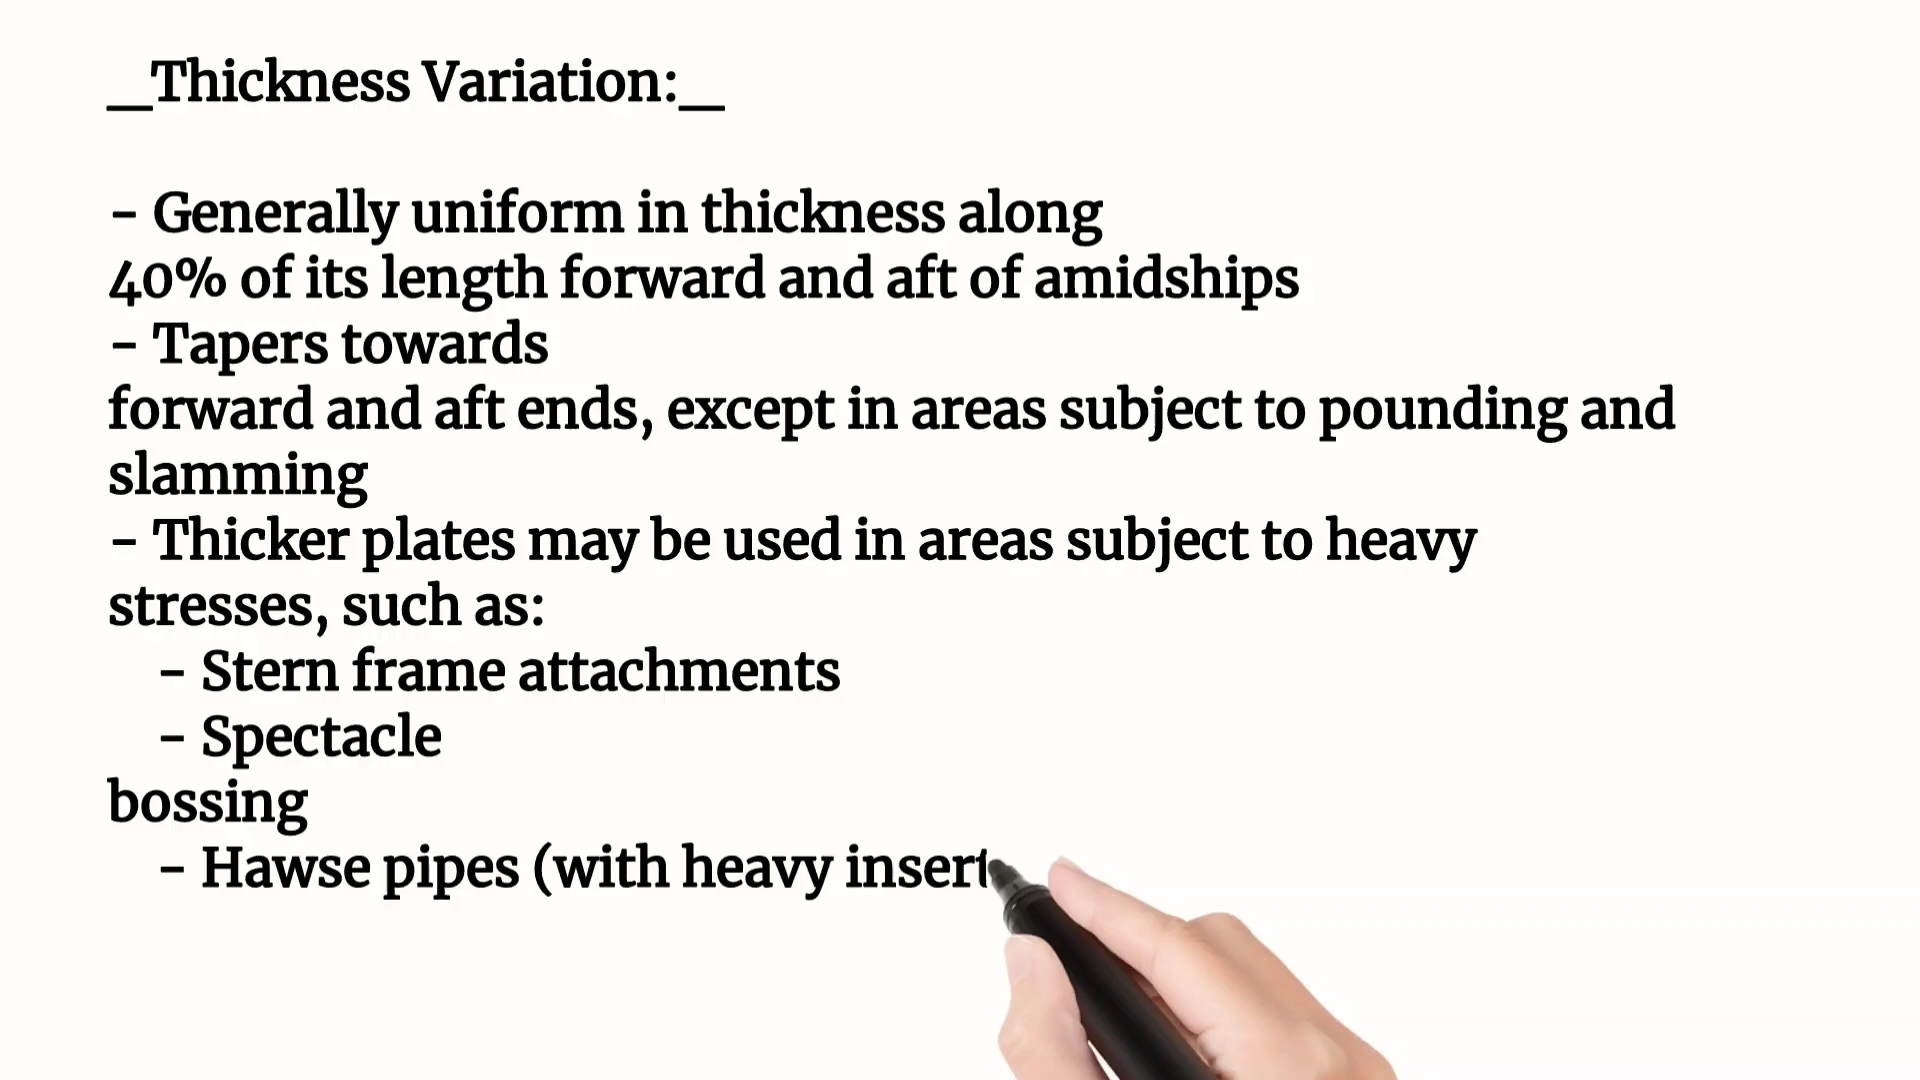 __Thickness Variation:__
- Generally uniform in thickness along
40% of its length forward and aft of amidships
- Tapers towards
forward and aft ends, except in areas subject to pounding and
slamming
- Thicker plates may be used in areas subject to heavy
stresses, such as:
- Stern frame attachments
- Spectacle
bossing
- Hawse pipes (with heavy insert